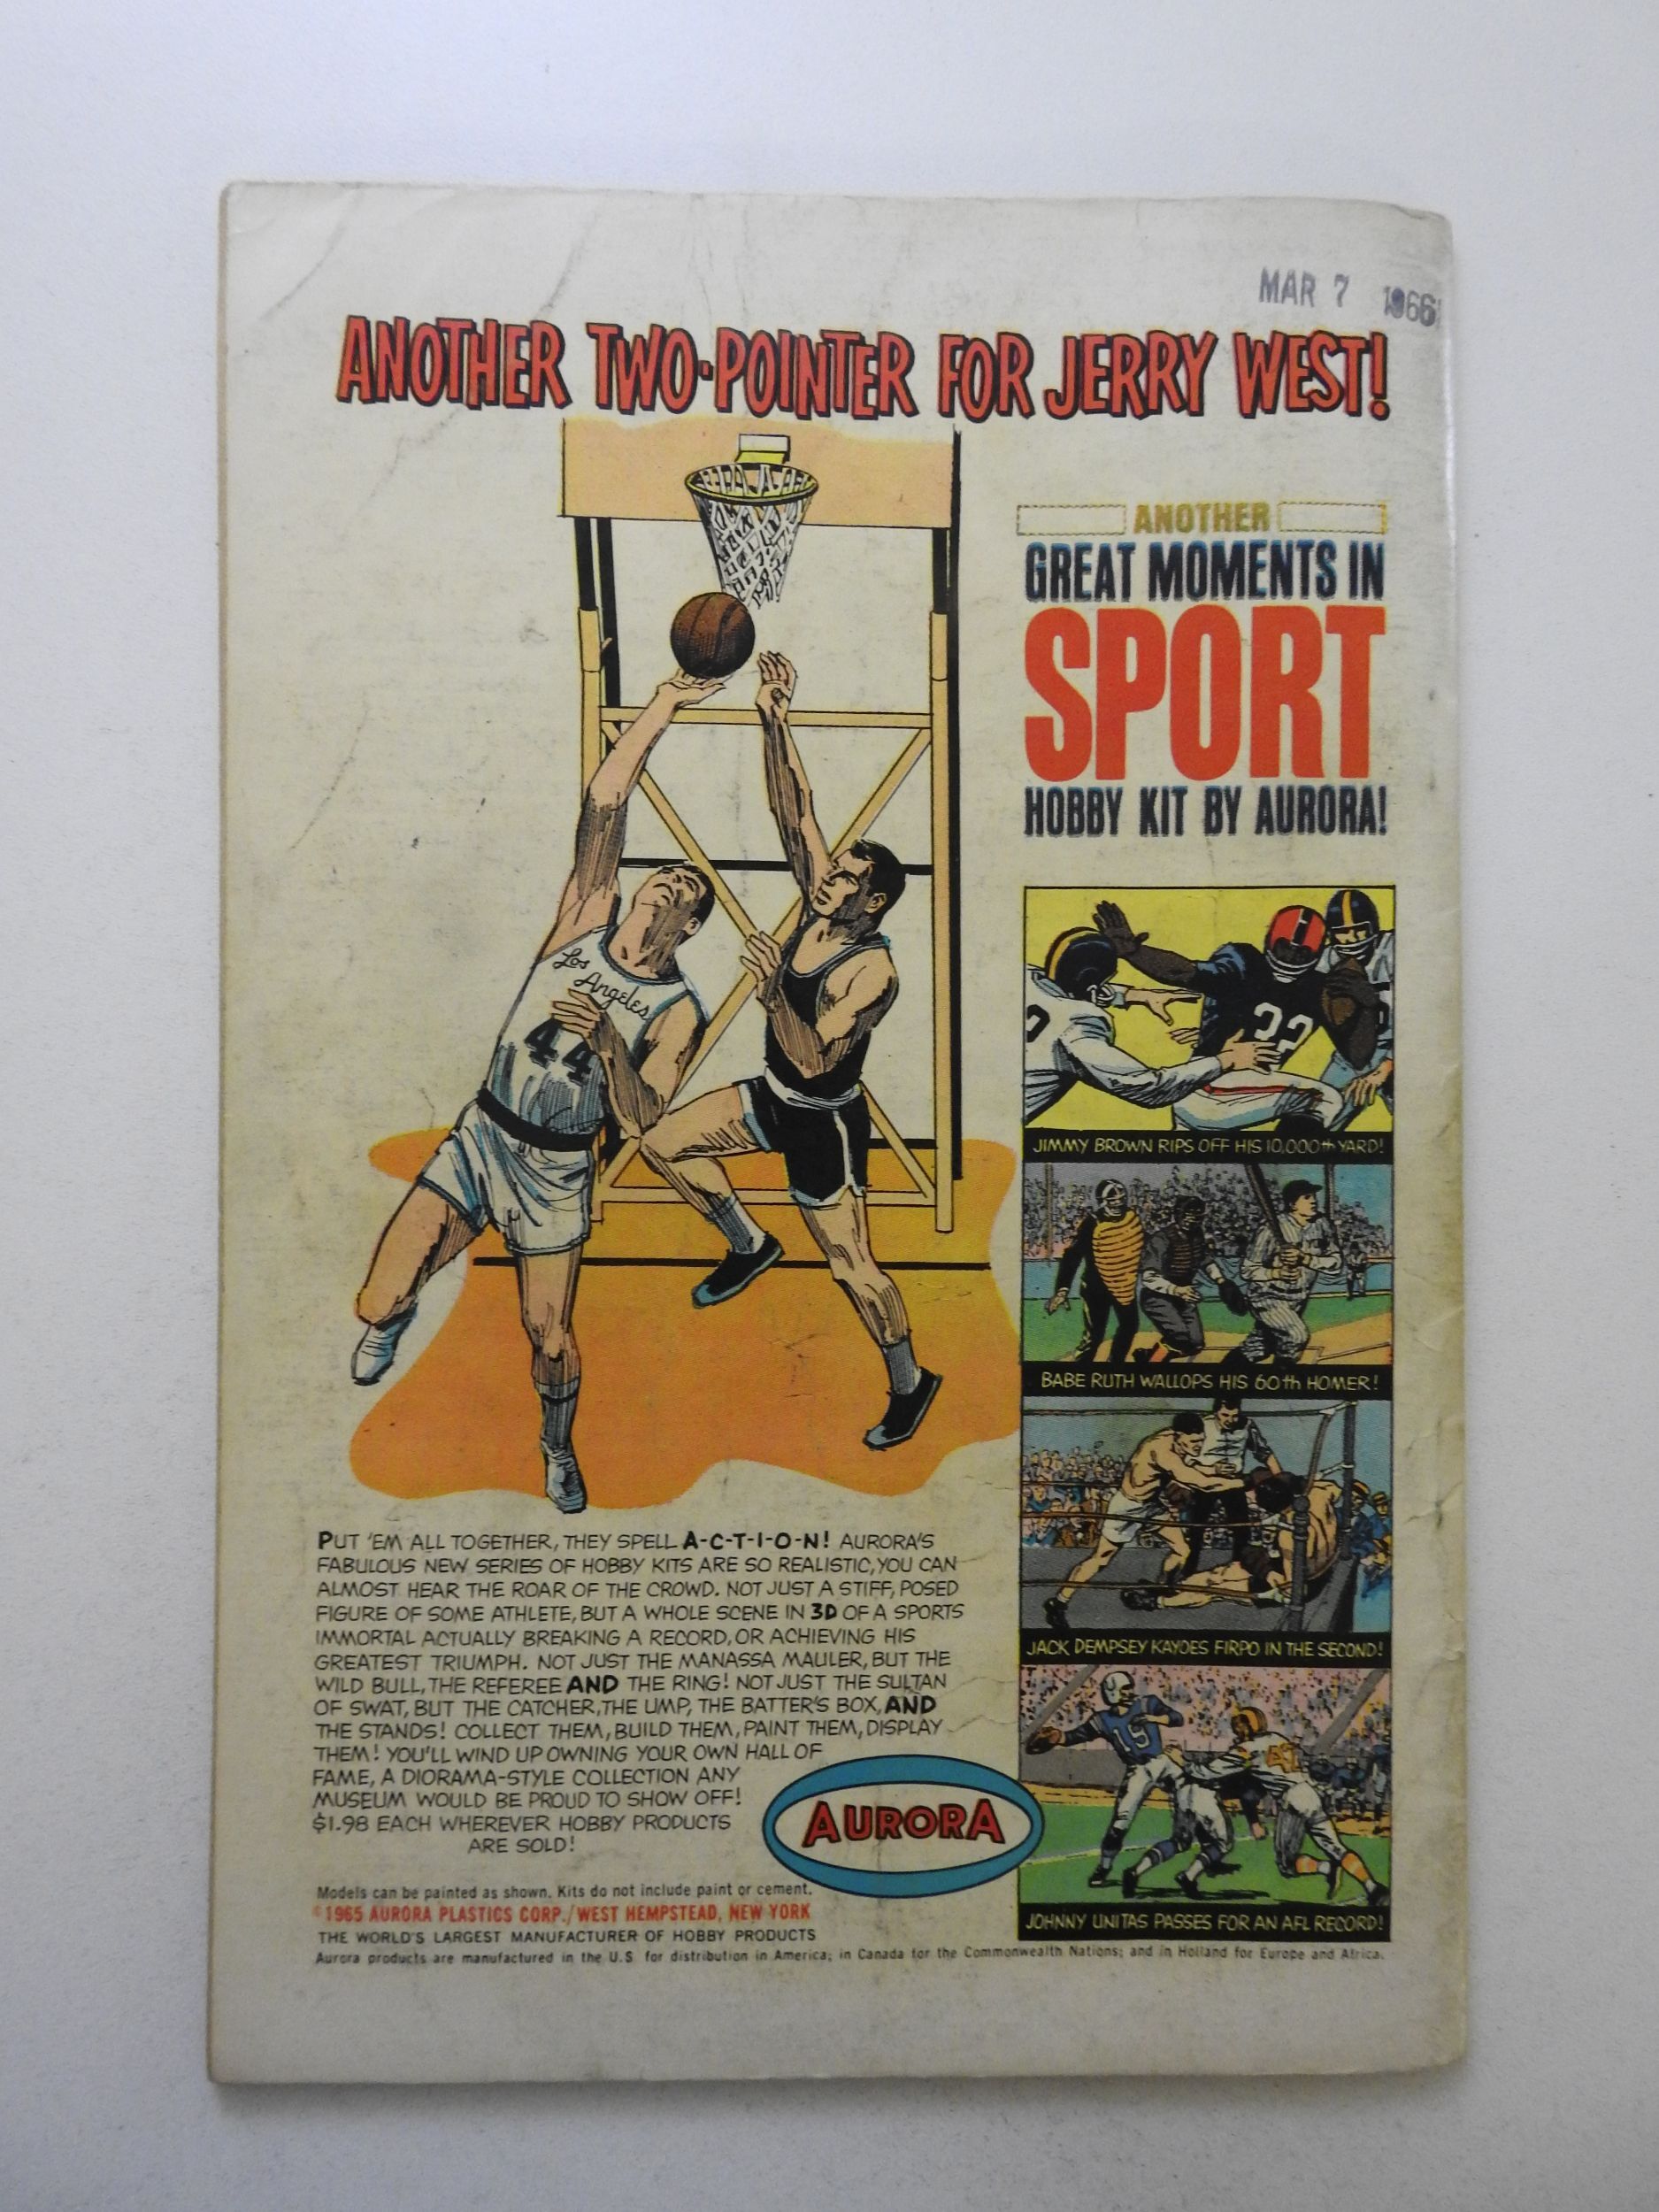 MAR 7 1966
ANOTHER TWO-POINTER FOR JERRY WEST!
ANOTHER
GREAT MOMENTS IN
SPORT
HOBBY KIT BY AURORA!
Los
Angeles
44
22
JIMMY BROWN RIPS OFF HIS 10,000th YARD!
BABE RUTH WALLOPS HIS 60th HOMER!
JACK DEMPSEY KAYOES FIRPO IN THE SECOND!
15
JOHNNY UNITAS PASSES FOR AN AFL RECORD!
PUT 'EM ALL TOGETHER, THEY SPELL A-C-T-I-O-N! AURORA'S
FABULOUS NEW SERIES OF HOBBY KITS ARE SO REALISTIC, YOU CAN
ALMOST HEAR THE ROAR OF THE CROWD. NOT JUST A STIFF, POSED
FIGURE OF SOME ATHLETE, BUT A WHOLE SCENE IN 3D OF A SPORTS
IMMORTAL ACTUALLY BREAKING A RECORD, OR ACHIEVING HIS
GREATEST TRIUMPH. NOT JUST THE MANASSA MAULER, BUT THE
WILD BULL, THE REFEREE AND THE RING! NOT JUST THE SULTAN
OF SWAT, BUT THE CATCHER, THE UMP, THE BATTER'S BOX, AND
THE STANDS! COLLECT THEM, BUILD THEM, PAINT THEM, DISPLAY
THEM! YOU'LL WIND UP OWNING YOUR OWN HALL OF
FAME, A DIORAMA-STYLE COLLECTION ANY
MUSEUM WOULD BE PROUD TO SHOW OFF!
$1.98 EACH WHEREVER HOBBY PRODUCTS
ARE SOLD!
AURORA
Models can be painted as shown. Kits do not include paint or cement.
©1965 AURORA PLASTICS CORP./WEST HEMPSTEAD, NEW YORK
THE WORLD'S LARGEST MANUFACTURER OF HOBBY PRODUCTS
Aurora products are manufactured in the U.S. for distribution in America; in Canada for the Commonwealth Nations; and in Holland for Europe and Africa.